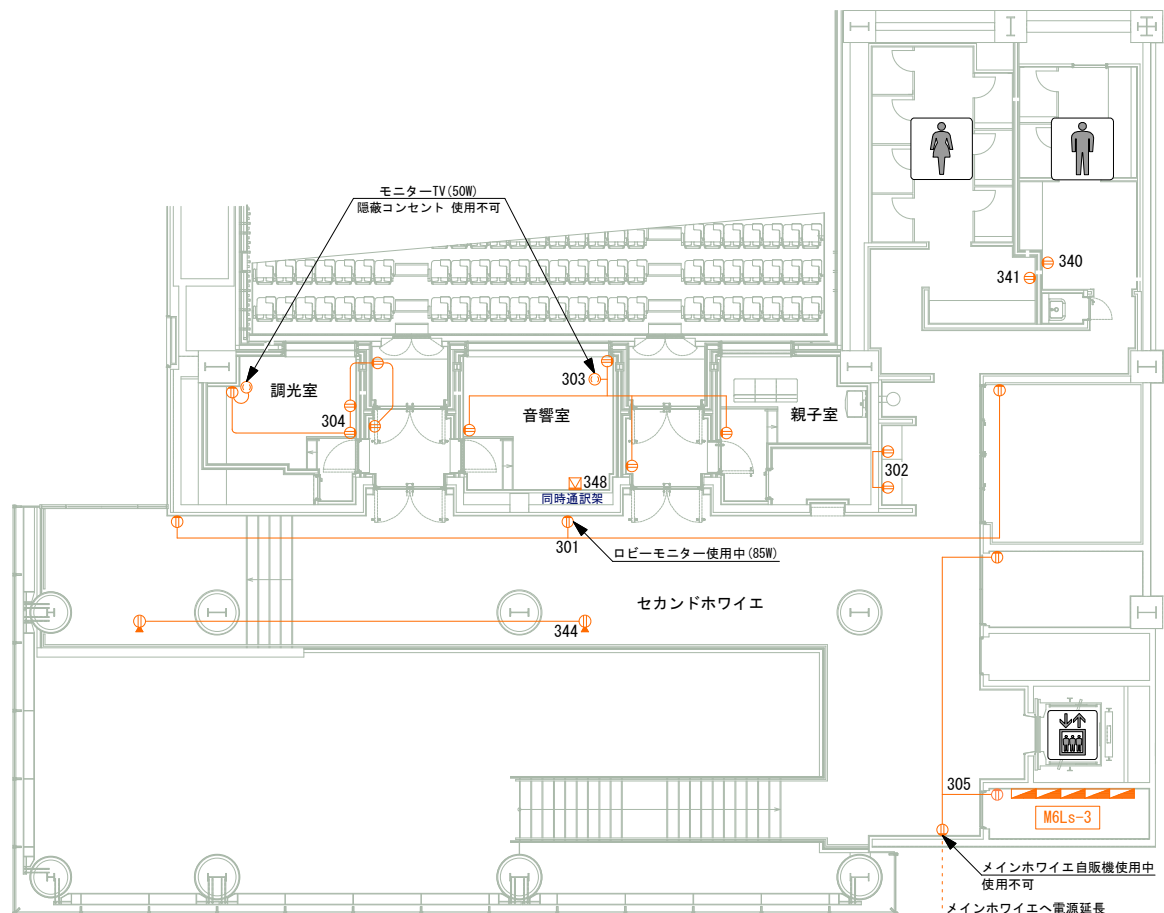 モニターTV(50W)
隠蔽コンセント 使用不可
340
341
303
調光室
304
音響室
親子室
302
348
同時通訳架
301
ロビーモニター使用中(85W)
セカンドホワイエ
344
305
M6Ls-3
メインホワイエ自販機使用中
使用不可
メインホワイエへ電源延長